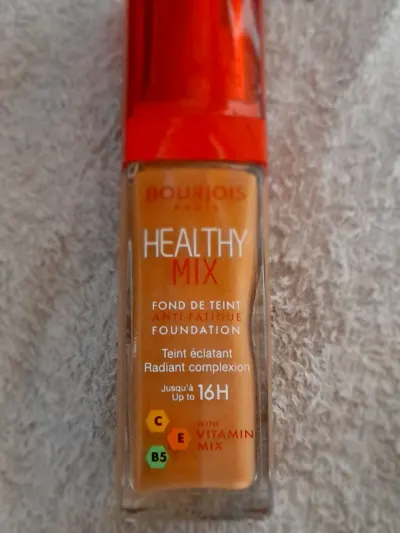 BOURJOIS
PARIS
HEALTHY
MIX
FOND DE TEINT
ANTI-FATIGUE
FOUNDATION
Teint éclatant
Radiant complexion
Jusqu'à
Up to 16H
C
E
B5
WITH
VITAMIN
MIX